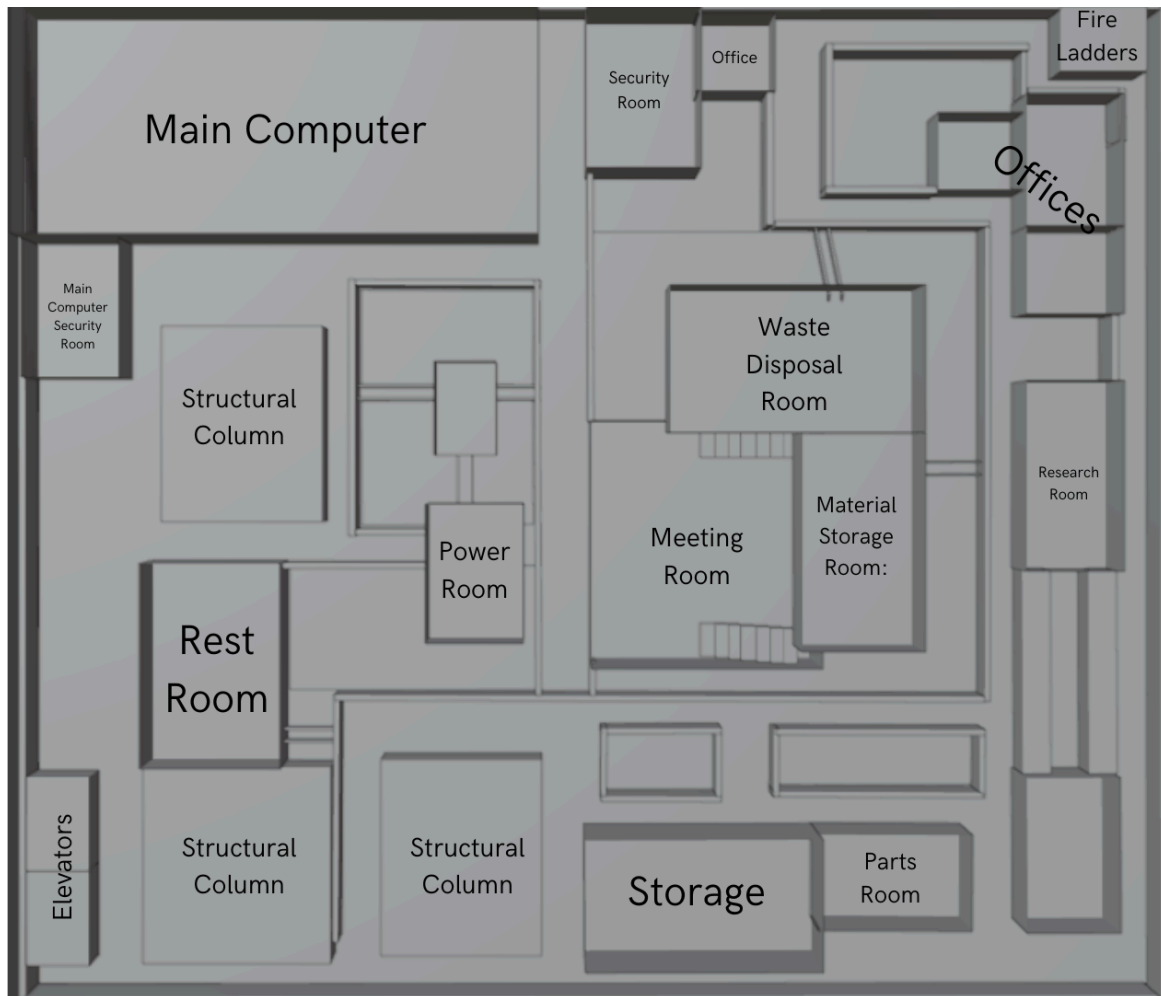 Fire
Ladders
Security
Room
Office
Main Computer
Offices
Main
Computer
Security
Room
Waste
Disposal
Room
Structural
Column
Research
Room
Material
Storage
Room:
Meeting
Room
Power
Room
Rest
Room
Elevators
Structural
Column
Structural
Column
Storage
Parts
Room